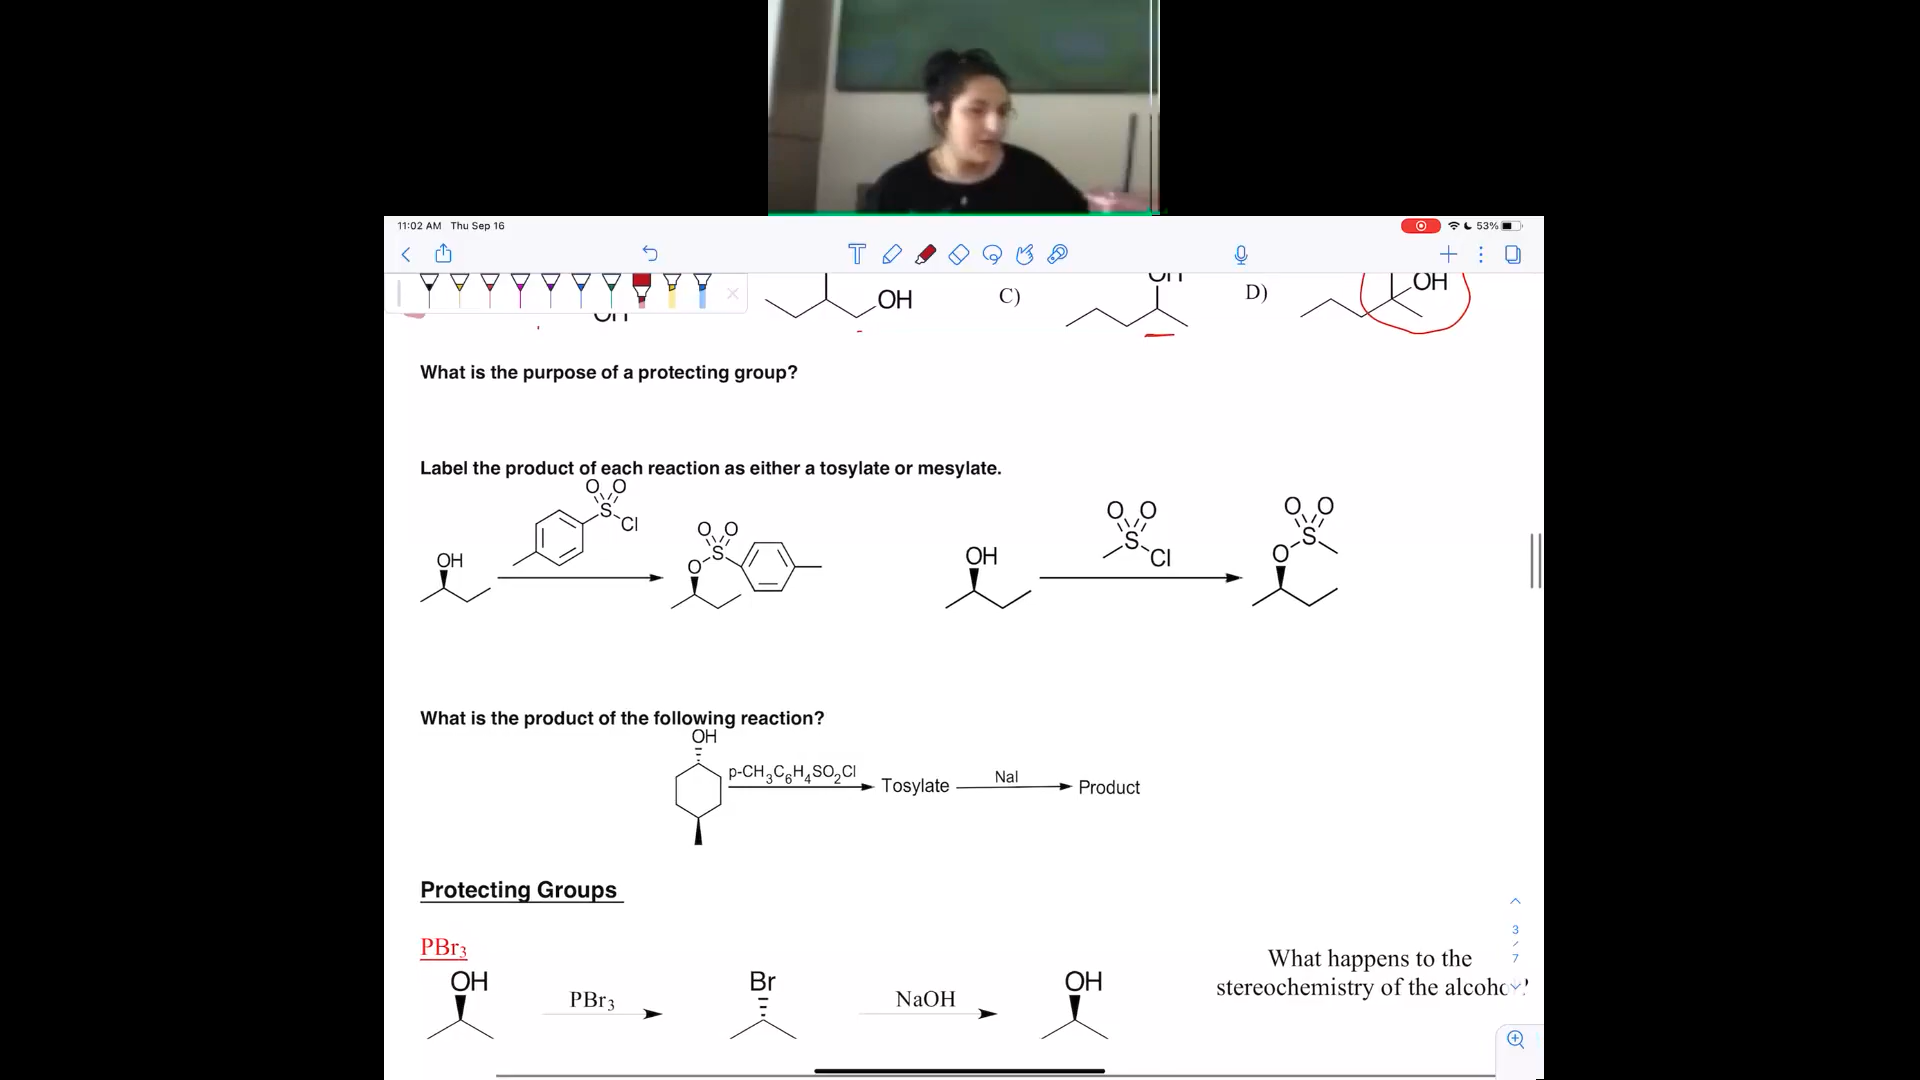 11:02 AM Thu Sep 16
53%
OH
OH
C)
OH
D)
OH
What is the purpose of a protecting group?
Label the product of each reaction as either a tosylate or mesylate.
O O
S
Cl
OH
O O
S
O
OH
O O
S
Cl
O O
S
O
What is the product of the following reaction?
OH
p-CH3C6H4SO2Cl
Tosylate
NaI
Product
Protecting Groups
PBr3
OH
PBr3
Br
NaOH
OH
What happens to the
stereochemistry of the
3
/
7